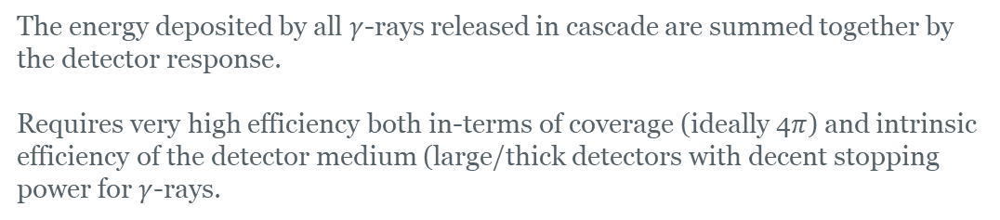 The energy deposited by all γ-rays released in cascade are summed together by
the detector response.
Requires very high efficiency both in-terms of coverage (ideally 4π) and intrinsic
efficiency of the detector medium (large/thick detectors with decent stopping
power for γ-rays.